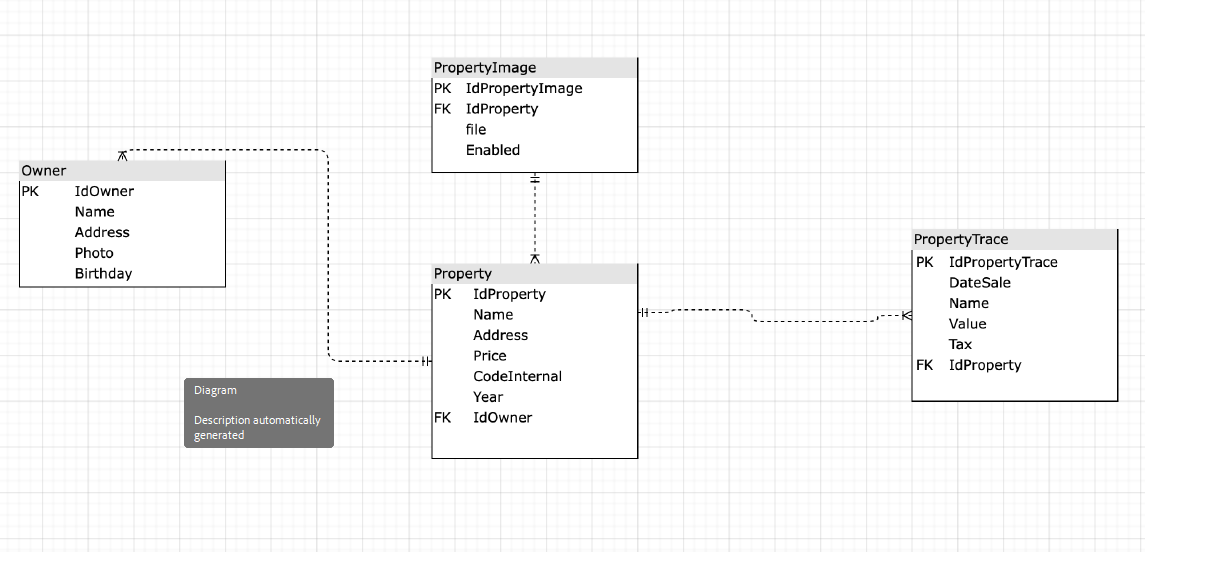 PropertyImage
PK IdPropertyImage
FK IdProperty
file
Enabled
Owner
PK IdOwner
Name
Address
Photo
Birthday
Property
PK IdProperty
Name
Address
Price
CodeInternal
Year
FK IdOwner
PropertyTrace
PK IdPropertyTrace
DateSale
Name
Value
Tax
FK IdProperty
Diagram
Description automatically
generated